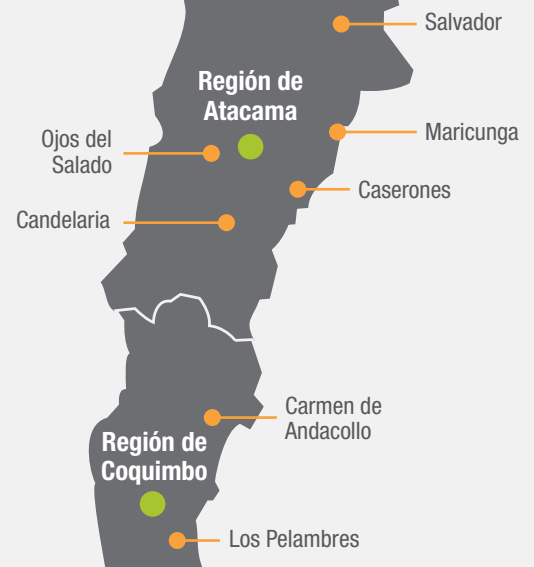 Salvador
Región de
Atacama
Ojos del
Salado
Maricunga
Caserones
Candelaria
Carmen de
Andacollo
Región de
Coquimbo
Los Pelambres